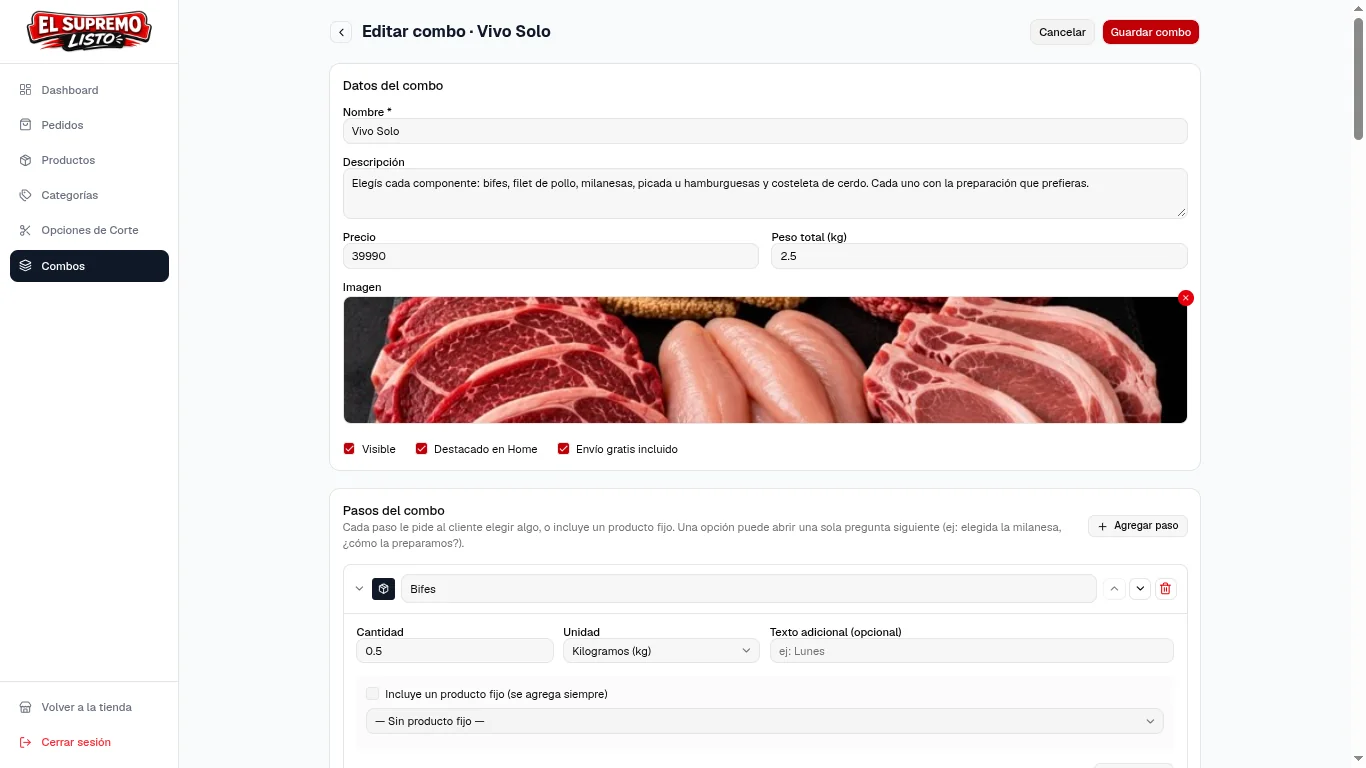 EL SUPREMO
LISTO
Dashboard
Pedidos
Productos
Categorías
Opciones de Corte
Combos
Volver a la tienda
Cerrar sesión
Editar combo · Vivo Solo
Cancelar
Guardar combo
Datos del combo
Nombre *
Vivo Solo
Descripción
Elegís cada componente: bifes, filet de pollo, milanesas, picada u hamburguesas y costeleta de cerdo. Cada uno con la preparación que prefieras.
Precio
Peso total (kg)
39990
2.5
Imagen
Visible
Destacado en Home
Envío gratis incluido
Pasos del combo
Cada paso le pide al cliente elegir algo, o incluye un producto fijo. Una opción puede abrir una sola pregunta siguiente (ej: elegida la milanesa,
¿cómo la preparamos?).
Agregar paso
Bifes
Cantidad
Unidad
Texto adicional (opcional)
0.5
Kilogramos (kg)
ej: Lunes
Incluye un producto fijo (se agrega siempre)
— Sin producto fijo —